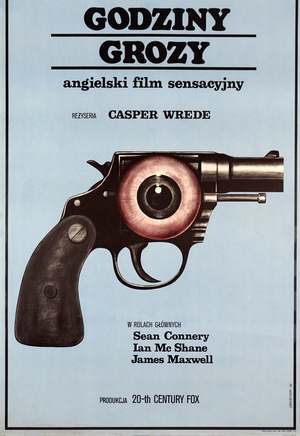 GODZINY
GROZY
angielski film sensacyjny
REŻYSERIA CASPER WREDE
W ROLACH GŁÓWNYCH
Sean Connery
Ian Mc Shane
James Maxwell
PRODUKCJA 20-th CENTURY FOX